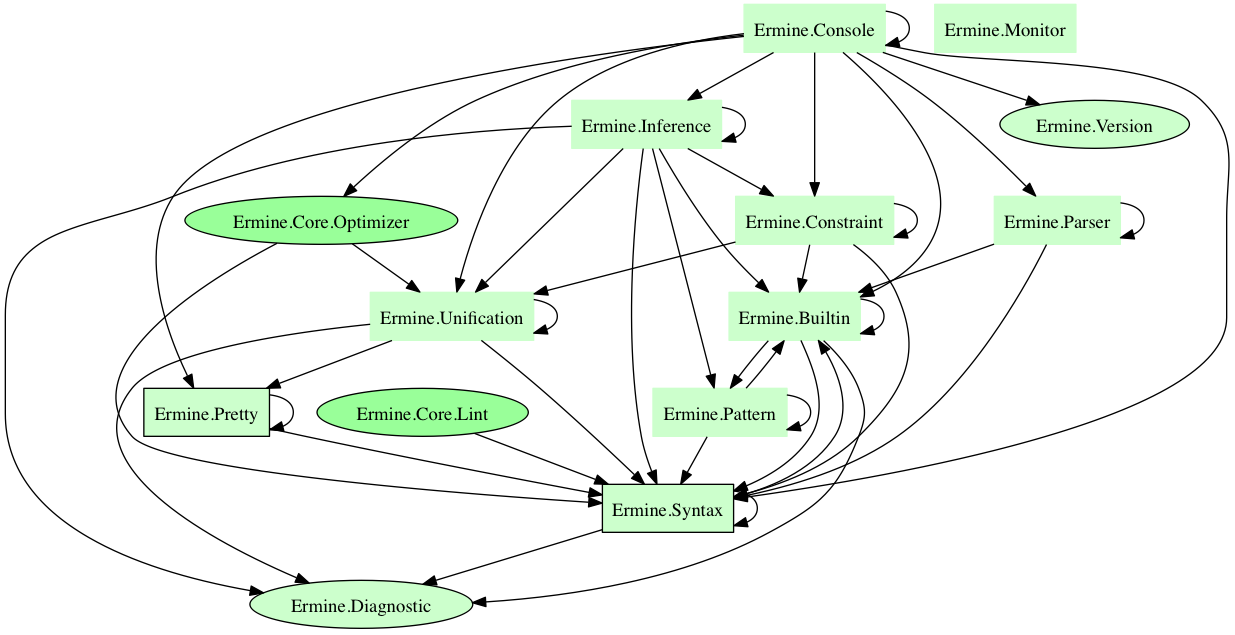 Ermine.Console
Ermine.Monitor
Ermine.Inference
Ermine.Version
Ermine.Core.Optimizer
Ermine.Constraint
Ermine.Parser
Ermine.Unification
Ermine.Builtin
Ermine.Pretty
Ermine.Core.Lint
Ermine.Pattern
Ermine.Syntax
Ermine.Diagnostic